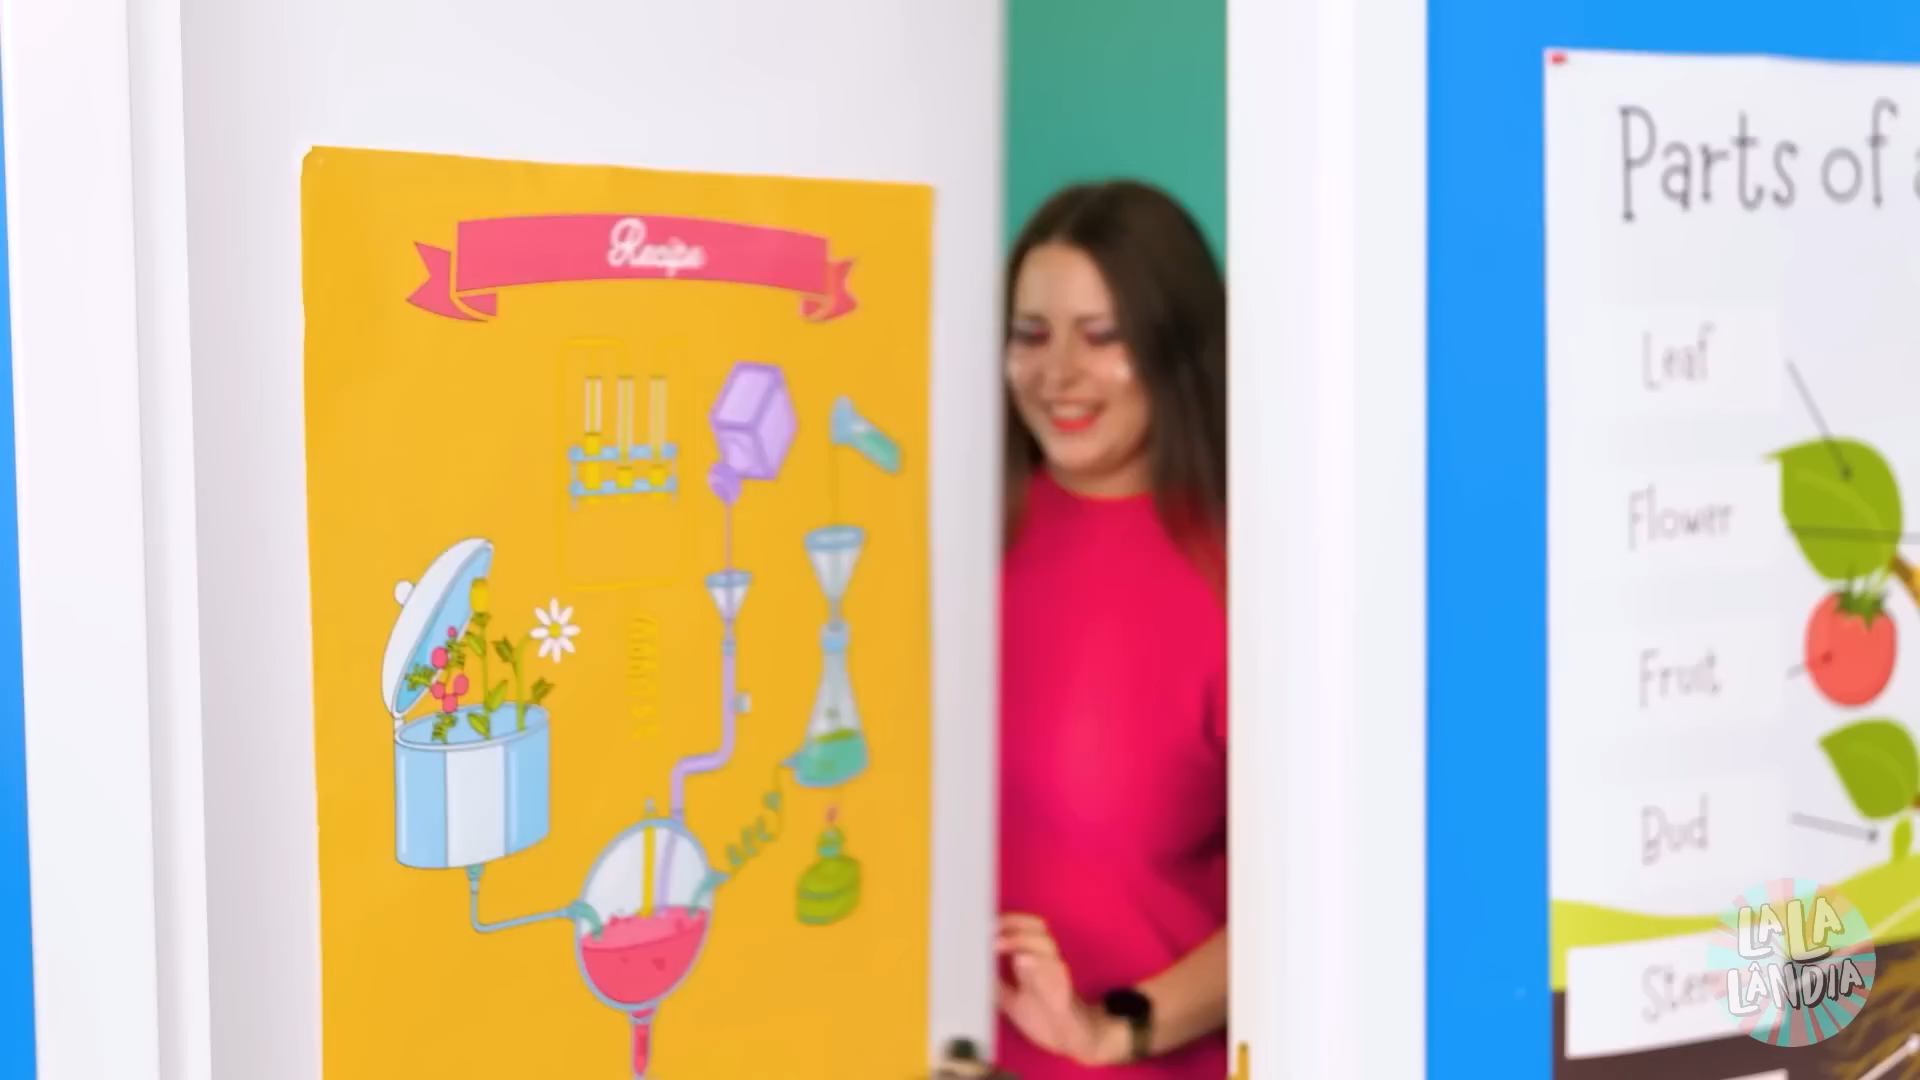 Recipe
Parts of
Leaf
Flower
Fruit
Bud
LA LA
LÂNDIA